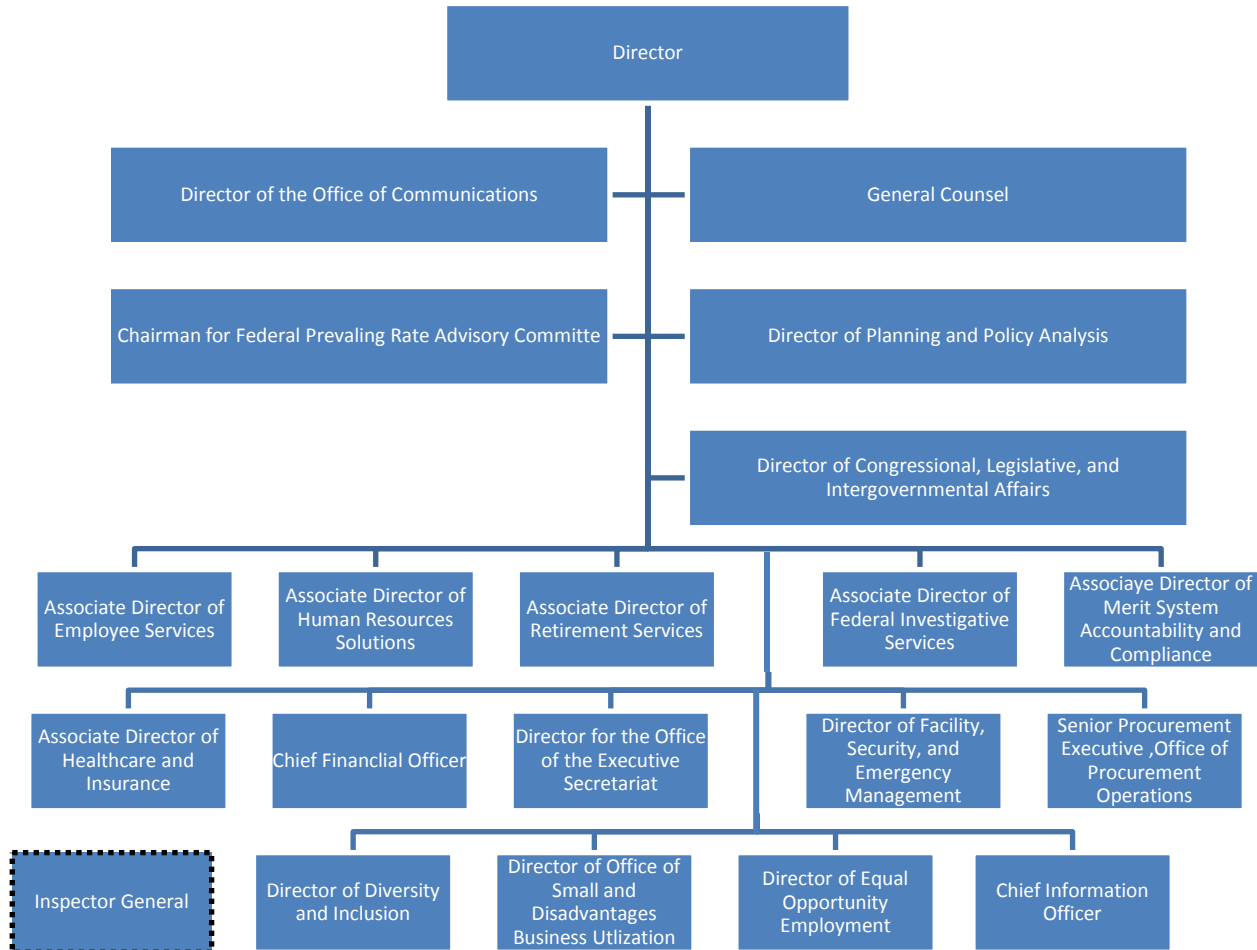 Director
Director of the Office of Communications
General Counsel
Chairman for Federal Prevaling Rate Advisory Committe
Director of Planning and Policy Analysis
Director of Congressional, Legislative, and
Intergovernmental Affairs
Associate Director of
Employee Services
Associate Director of
Human Resources
Solutions
Associate Director of
Retirement Services
Associate Director of
Federal Investigative
Services
Associaye Director of
Merit System
Accountability and
Compliance
Associate Director of
Healthcare and
Insurance
Chief Financlial Officer
Director for the Office
of the Executive
Secretariat
Director of Facility,
Security, and
Emergency
Management
Senior Procurement
Executive ,Office of
Procurement
Operations
Inspector General
Director of Diversity
and Inclusion
Director of Office of
Small and
Disadvantages
Business Utlization
Director of Equal
Opportunity
Employment
Chief Information
Officer